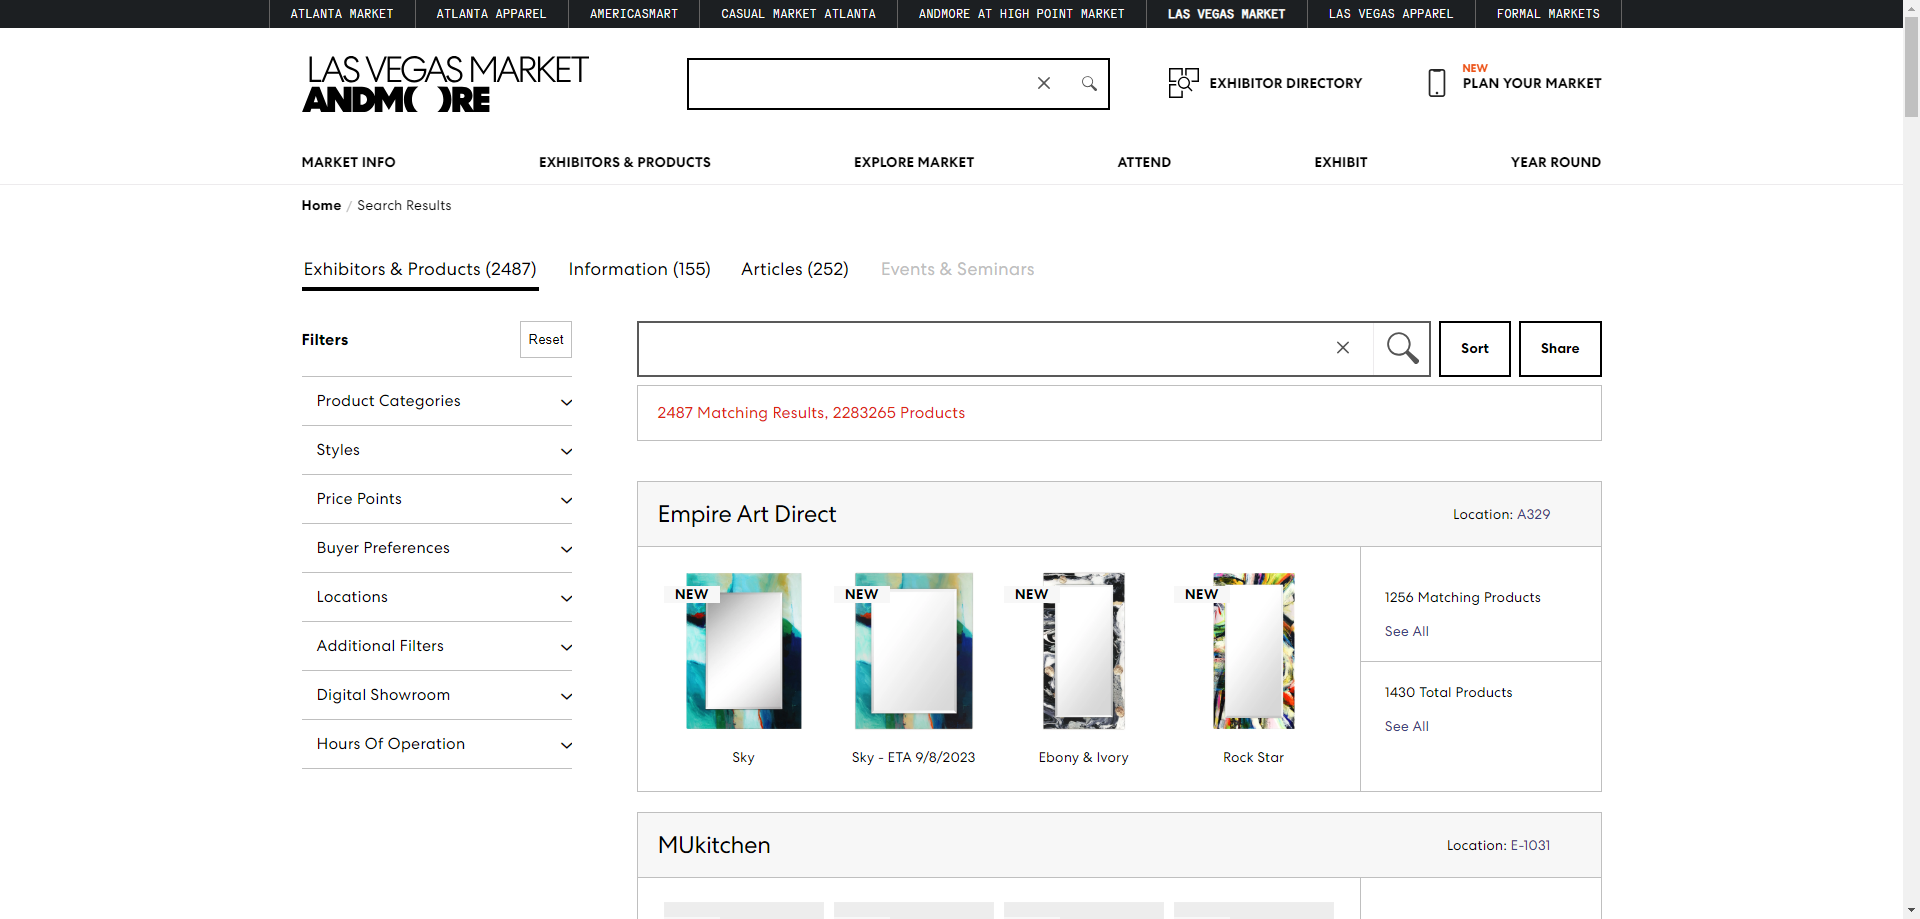 ATLANTA MARKET
ATLANTA APPAREL
AMERICASMART
CASUAL MARKET ATLANTA
ANDMORE AT HIGH POINT MARKET
LAS VEGAS MARKET
LAS VEGAS APPAREL
FORMAL MARKETS
LAS VEGAS MARKET
ANDMORE
EXHIBITOR DIRECTORY
NEW
PLAN YOUR MARKET
MARKET INFO
EXHIBITORS & PRODUCTS
EXPLORE MARKET
ATTEND
EXHIBIT
YEAR ROUND
Home / Search Results
Exhibitors & Products (2487)
Information (155)
Articles (252)
Events & Seminars
Filters
Reset
Product Categories
Styles
Price Points
Buyer Preferences
Locations
Additional Filters
Digital Showroom
Hours Of Operation
Sort
Share
2487 Matching Results, 2283265 Products
Empire Art Direct
Location: A329
NEW
NEW
NEW
NEW
Sky
Sky - ETA 9/8/2023
Ebony & Ivory
Rock Star
1256 Matching Products
See All
1430 Total Products
See All
MUkitchen
Location: E-1031